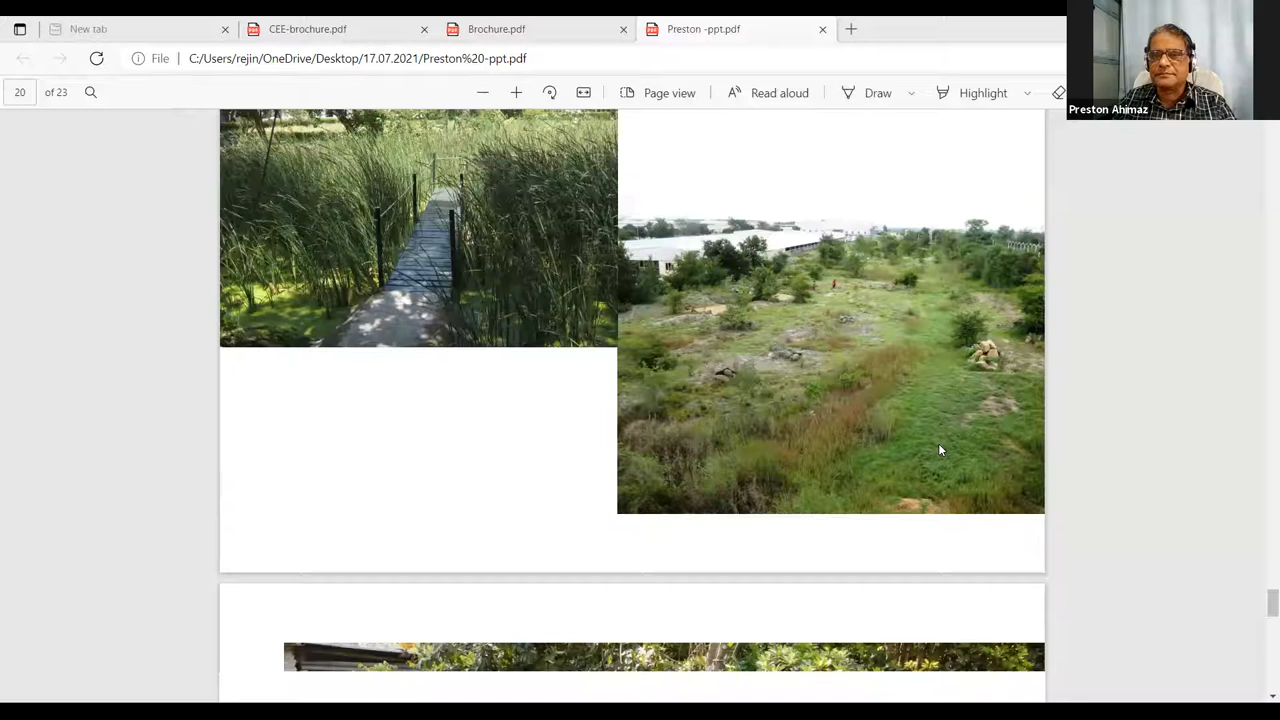 New tab
CEE-brochure.pdf
Brochure.pdf
Preston -ppt.pdf
File
C:/Users/rejin/OneDrive/Desktop/17.07.2021/Preston%20-ppt.pdf
20 of 23
Page view
Read aloud
Draw
Highlight
Preston Ahimaz